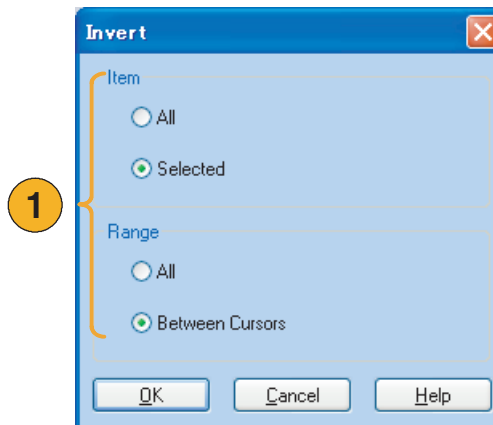 Invert
Item
All
Selected
1
Range
All
Between Cursors
OK Cancel Help